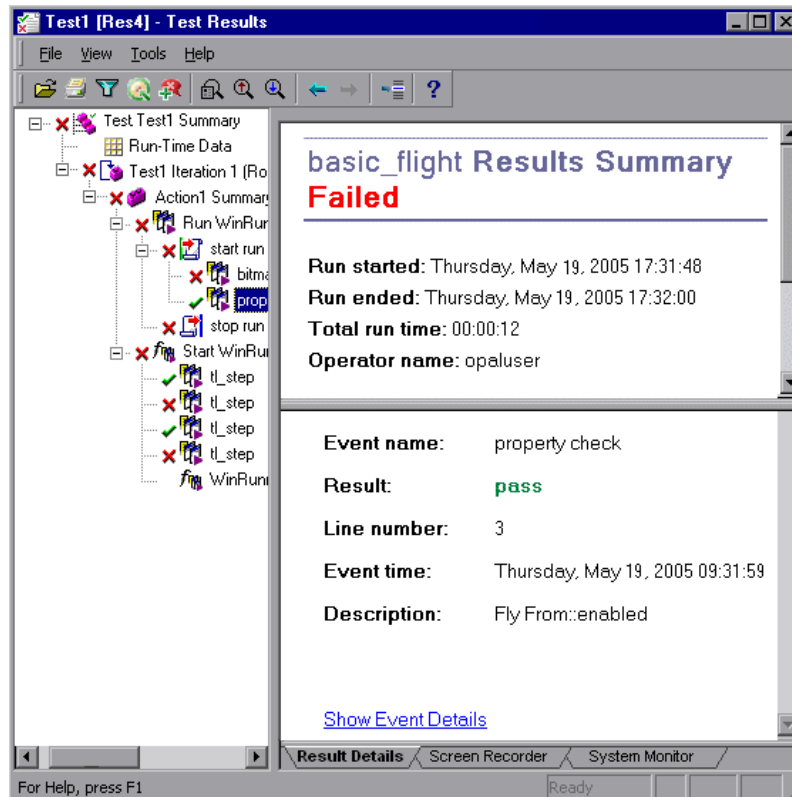 Test1 [Res4] - Test Results
File View Tools Help
Test Test1 Summary
Run-Time Data
Test1 Iteration 1 (Ro
Action1 Summar
Run WinRur
start run
bitma
prop
stop run
Start WinRu
tl_step
tl_step
tl_step
tl_step
WinRun
basic_flight Results Summary
Failed
Run started: Thursday, May 19, 2005 17:31:48
Run ended: Thursday, May 19, 2005 17:32:00
Total run time: 00:00:12
Operator name: opaluser
Event name: property check
Result: pass
Line number: 3
Event time: Thursday, May 19, 2005 09:31:59
Description: Fly From::enabled
Show Event Details
Result Details Screen Recorder System Monitor
For Help, press F1 Ready